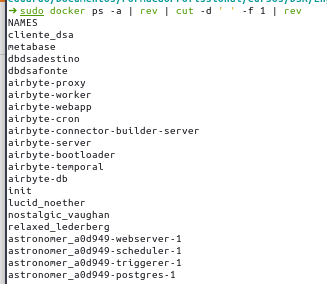 ➜ sudo docker ps -a | rev | cut -d ' ' -f 1 | rev
NAMES
cliente_dsa
metabase
dbdsadestino
dbdsafonte
airbyte-proxy
airbyte-worker
airbyte-webapp
airbyte-cron
airbyte-connector-builder-server
airbyte-server
airbyte-bootloader
airbyte-temporal
airbyte-db
init
lucid_noether
nostalgic_vaughan
relaxed_lederberg
astronomer_a0d949-webserver-1
astronomer_a0d949-scheduler-1
astronomer_a0d949-triggerer-1
astronomer_a0d949-postgres-1